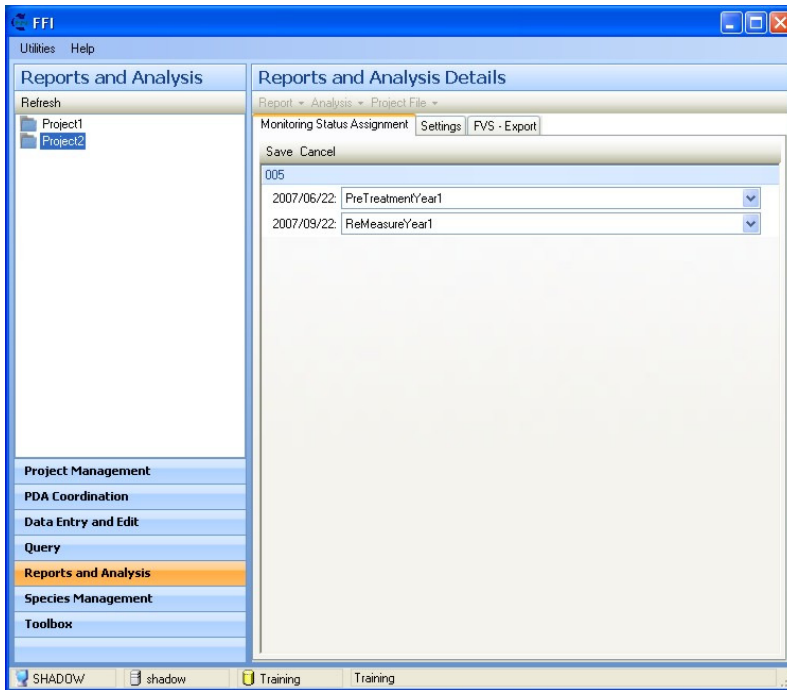 FFI
Utilities Help
Reports and Analysis
Refresh
Project1
Project2
Project Management
PDA Coordination
Data Entry and Edit
Query
Reports and Analysis
Species Management
Toolbox
Reports and Analysis Details
Report Analysis Project File
Monitoring Status Assignment Settings FVS - Export
Save Cancel
005
2007/06/22: PreTreatmentYear1
2007/09/22: ReMeasureYear1
SHADOW shadow Training Training